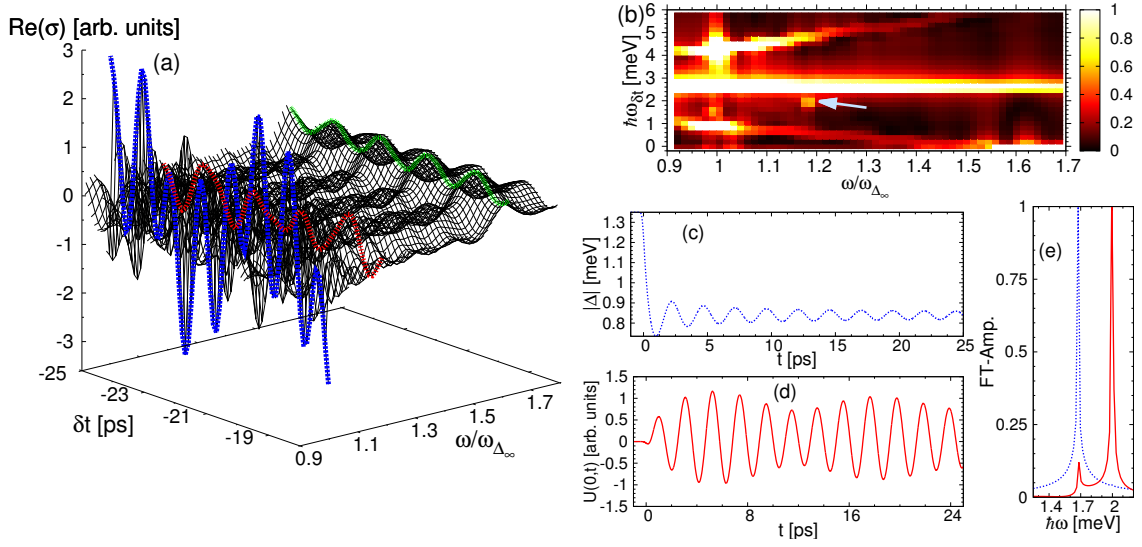 Re(σ) [arb. units]
3
2
1
0
-1
-2
-3
(a)
-25
-23
-21
-19
δt [ps]
0.9
1.1
1.3
1.5
1.7
ω/ωΔ∞
(b)
ℏωδt [meV]
6
5
4
3
2
1
0
0.9 1 1.1 1.2 1.3 1.4 1.5 1.6 1.7
ω/ωΔ∞
1
0.8
0.6
0.4
0.2
0
(c)
|Δ| [meV]
1.3
1.2
1.1
1
0.9
0.8
0 5 10 15 20 25
t [ps]
(d)
U(0,t) [arb. units]
1.5
1
0.5
0
-0.5
-1
-1.5
0 4 8 12 16 20 24
t [ps]
(e)
FT-Amp.
1
0.75
0.5
0.25
0
1.4 1.7 2
ℏω [meV]